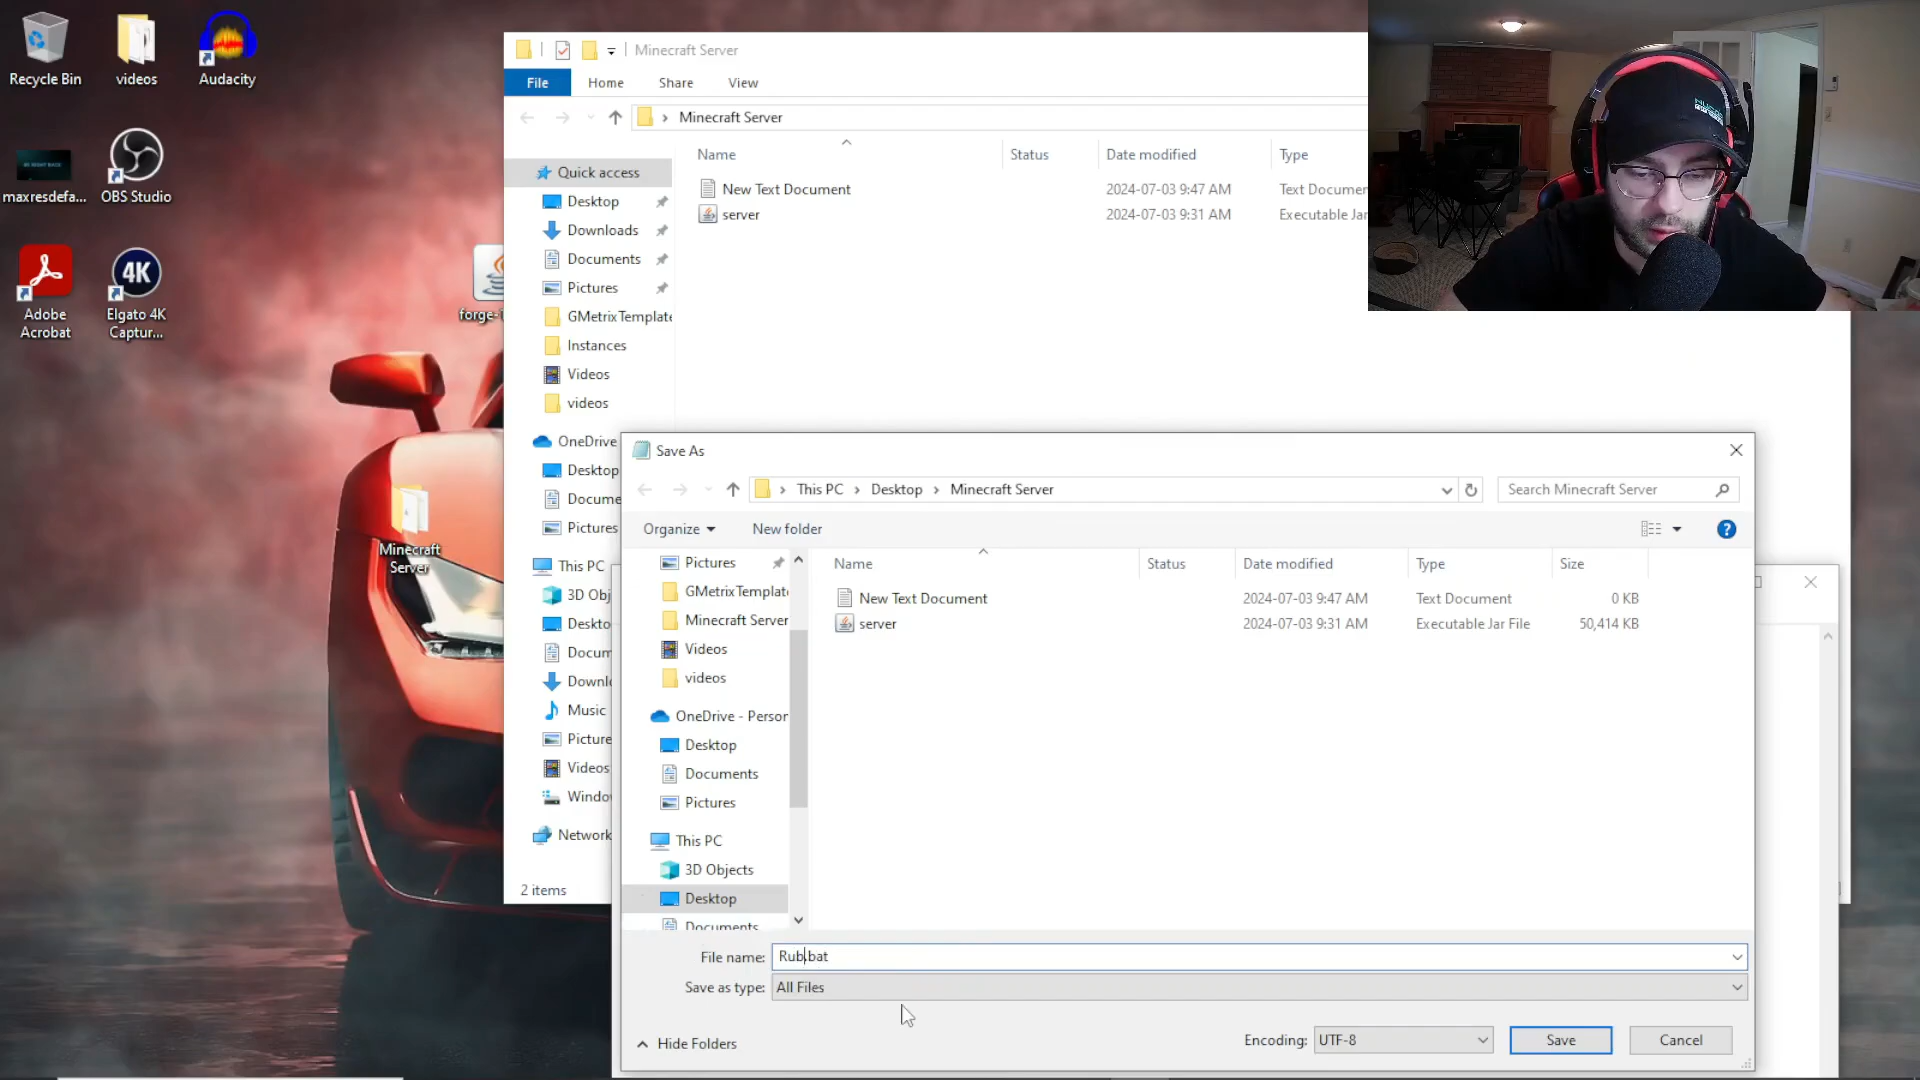 Recycle Bin
videos
Audacity
maxresdefa...
OBS Studio
Adobe
Acrobat
Elgato 4K
Captur...
forge-
Minecraft
Server
Minecraft Server
File
Home
Share
View
Minecraft Server
Name
Status
Date modified
Type
New Text Document
2024-07-03 9:47 AM
Text Documen
server
2024-07-03 9:31 AM
Executable Jar
Quick access
Desktop
Downloads
Documents
Pictures
GMetrixTemplate
Instances
Videos
videos
OneDrive
Desktop
Docume
Pictures
This PC
3D Obj
Deskto
Docum
Downl
Music
Picture
Videos
Windo
Network
2 items
Save As
This PC
Desktop
Minecraft Server
Search Minecraft Server
Organize
New folder
Pictures
GMetrixTemplate
Minecraft Server
Videos
videos
OneDrive - Person
Desktop
Documents
Pictures
This PC
3D Objects
Desktop
Documents
Name
Status
Date modified
Type
Size
New Text Document
2024-07-03 9:47 AM
Text Document
0 KB
server
2024-07-03 9:31 AM
Executable Jar File
50,414 KB
File name:
Rub.bat
Save as type:
All Files
Hide Folders
Encoding:
UTF-8
Save
Cancel